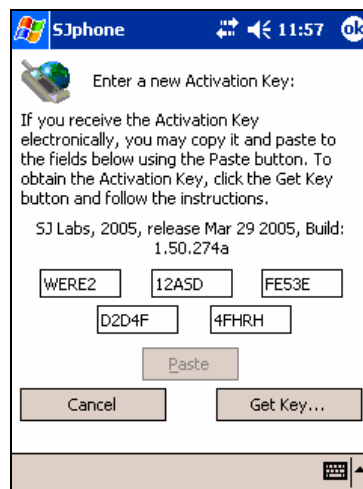 SJphone 11:57 ok
Enter a new Activation Key:
If you receive the Activation Key
electronically, you may copy it and paste to
the fields below using the Paste button. To
obtain the Activation Key, click the Get Key
button and follow the instructions.
SJ Labs, 2005, release Mar 29 2005, Build:
1.50.274a
WERE2 12ASD FE53E
D2D4F 4FHRH
Paste
Cancel Get Key...